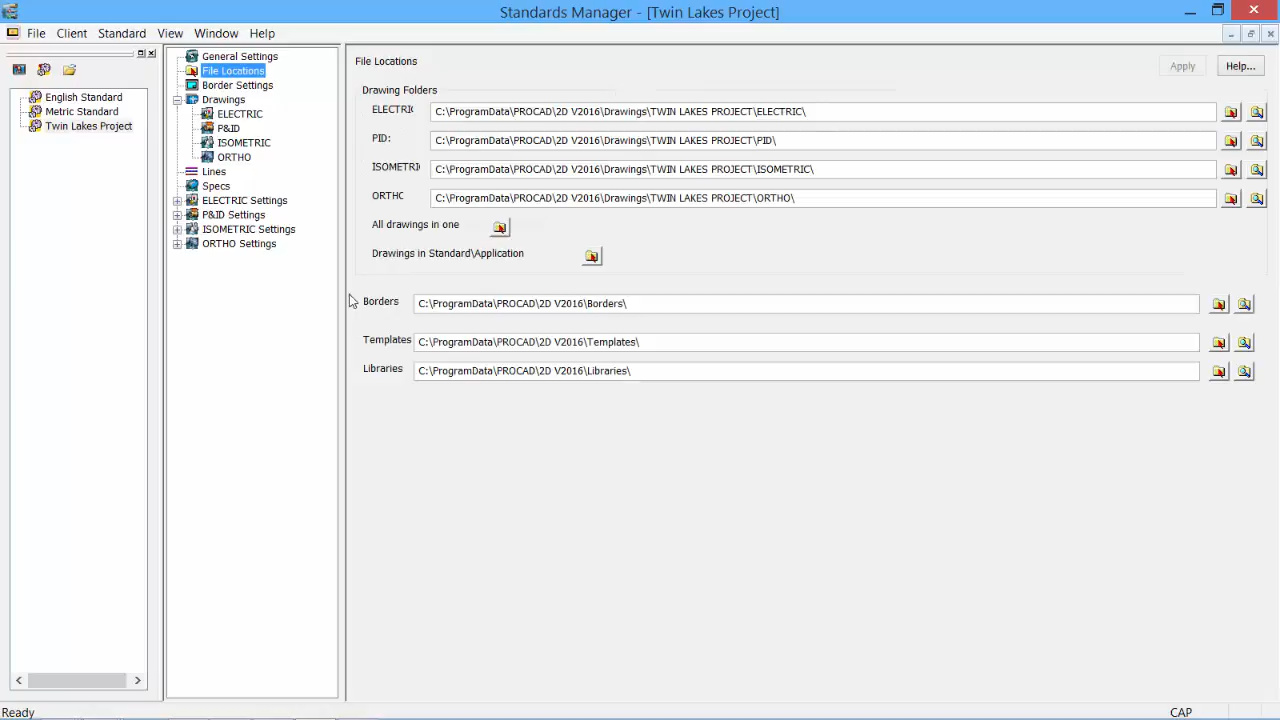 Standards Manager - [Twin Lakes Project]
File Client Standard View Window Help
English Standard
Metric Standard
Twin Lakes Project
General Settings
File Locations
Border Settings
Drawings
ELECTRIC
P&ID
ISOMETRIC
ORTHO
Lines
Specs
ELECTRIC Settings
P&ID Settings
ISOMETRIC Settings
ORTHO Settings
File Locations
Apply
Help...
Drawing Folders
ELECTRIC C:\ProgramData\PROCAD\2D V2016\Drawings\TWIN LAKES PROJECT\ELECTRIC\
PID: C:\ProgramData\PROCAD\2D V2016\Drawings\TWIN LAKES PROJECT\PID\
ISOMETRIC C:\ProgramData\PROCAD\2D V2016\Drawings\TWIN LAKES PROJECT\ISOMETRIC\
ORTHO C:\ProgramData\PROCAD\2D V2016\Drawings\TWIN LAKES PROJECT\ORTHO\
All drawings in one
Drawings in Standard\Application
Borders C:\ProgramData\PROCAD\2D V2016\Borders\
Templates C:\ProgramData\PROCAD\2D V2016\Templates\
Libraries C:\ProgramData\PROCAD\2D V2016\Libraries\
Ready
CAP